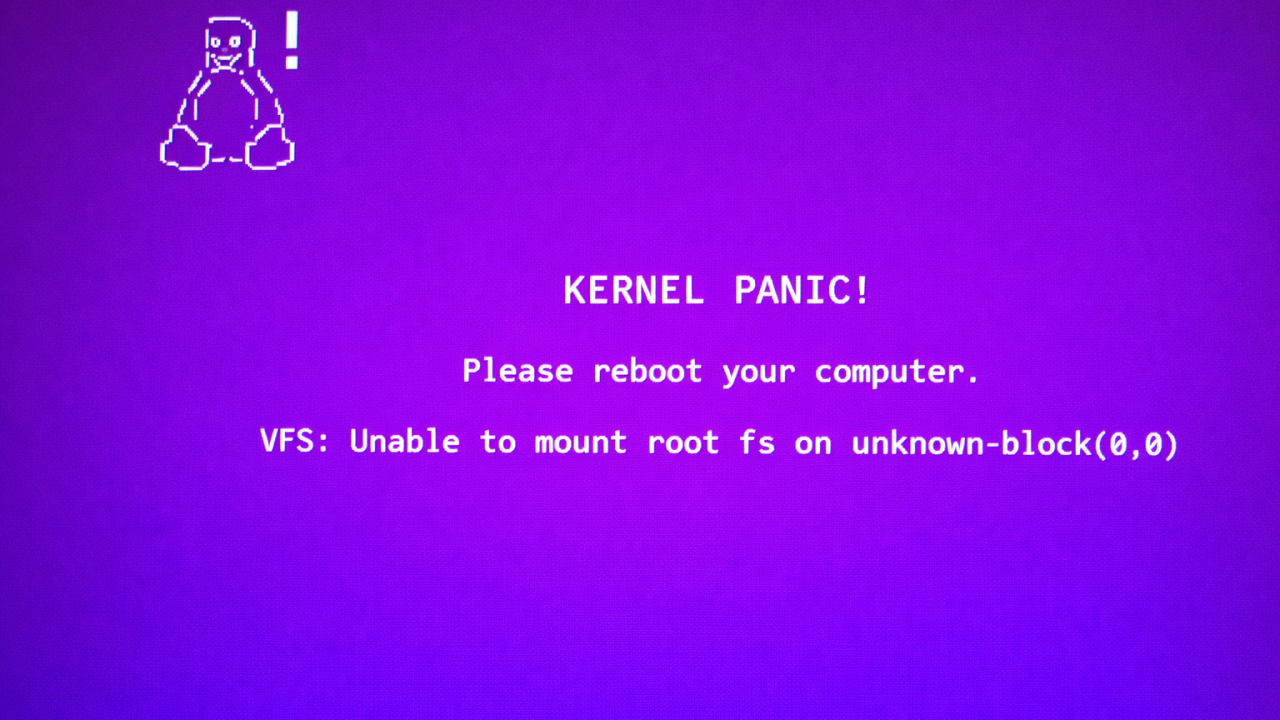 !
KERNEL PANIC!
Please reboot your computer.
VFS: Unable to mount root fs on unknown-block(0,0)